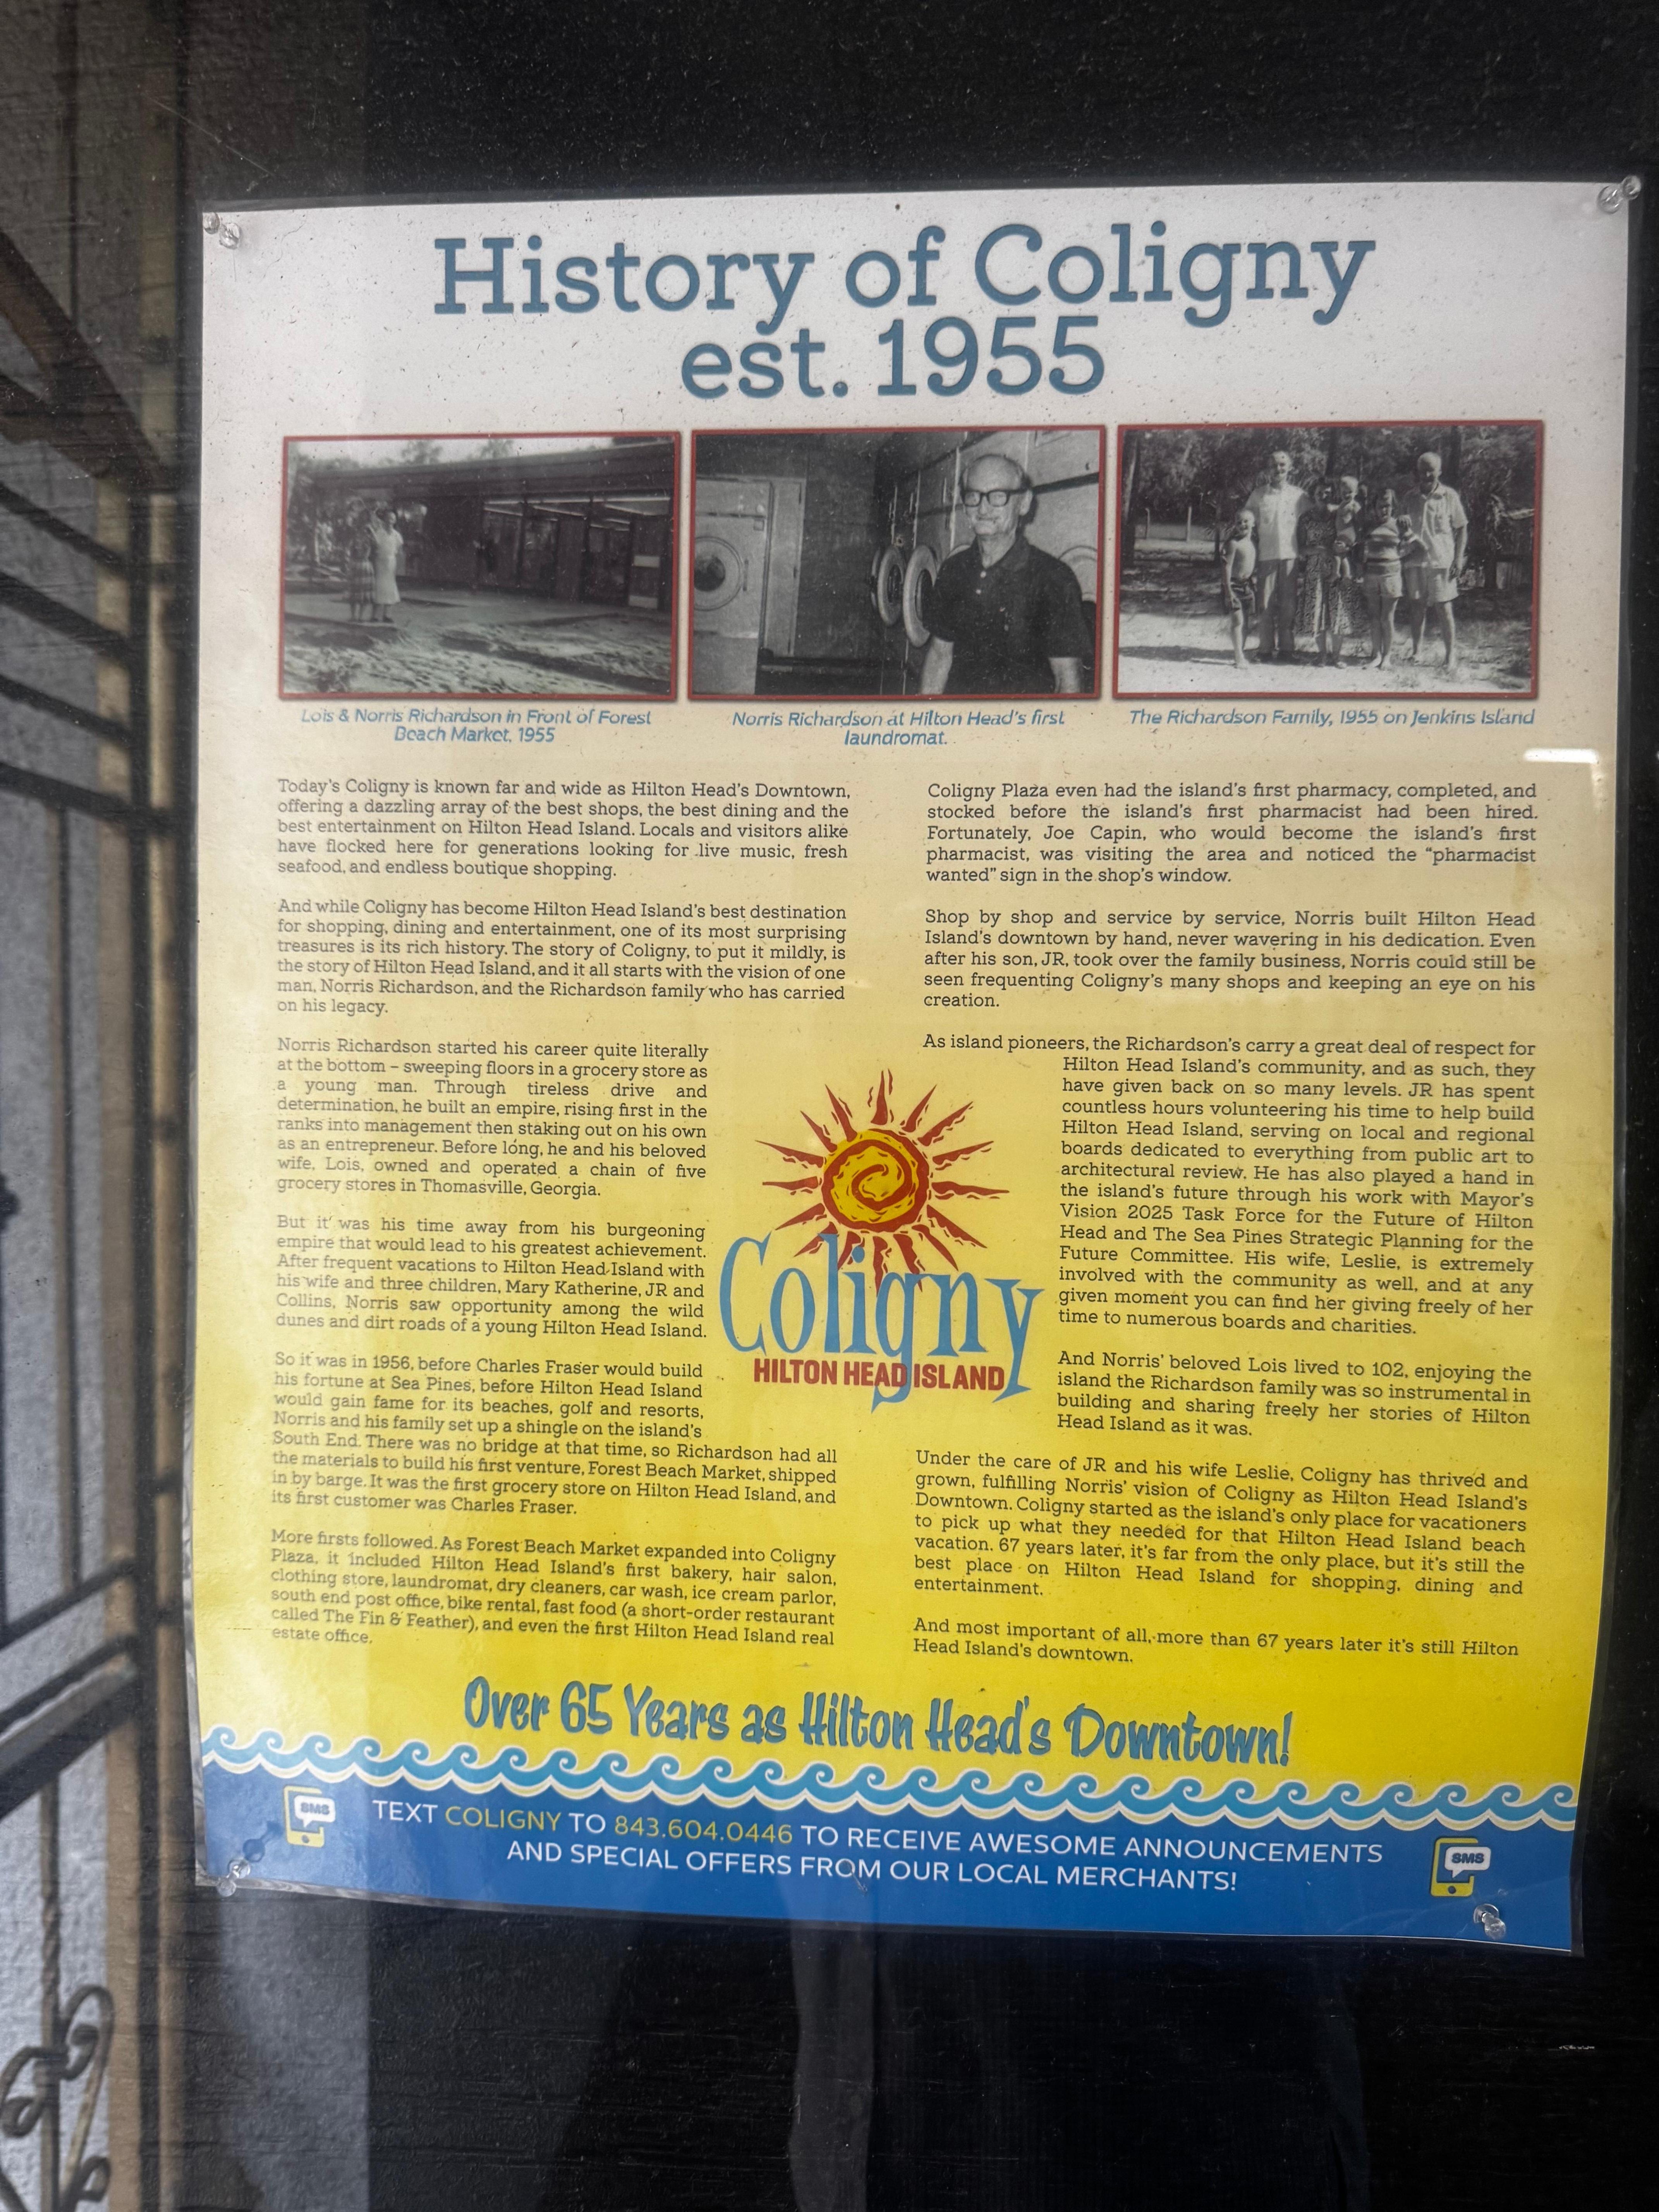 History of Coligny
est. 1955
Lois & Norris Richardson in Front of Forest
Beach Market, 1955
Norris Richardson at Hilton Head's first
laundromat.
The Richardson Family, 1955 on Jenkins Island
Today's Coligny is known far and wide as Hilton Head's Downtown,
offering a dazzling array of the best shops, the best dining and the
best entertainment on Hilton Head Island. Locals and visitors alike
have flocked here for generations looking for live music, fresh
seafood, and endless boutique shopping.
And while Coligny has become Hilton Head Island's best destination
for shopping, dining and entertainment, one of its most surprising
treasures is its rich history. The story of Coligny, to put it mildly, is
the story of Hilton Head Island, and it all starts with the vision of one
man, Norris Richardson, and the Richardson family who has carried
on his legacy.
Norris Richardson started his career quite literally
at the bottom – sweeping floors in a grocery store as
a young man. Through tireless drive and
determination, he built an empire, rising first in the
ranks into management then staking out on his own
as an entrepreneur. Before long, he and his beloved
wife, Lois, owned and operated a chain of five
grocery stores in Thomasville, Georgia.
But it was his time away from his burgeoning
empire that would lead to his greatest achievement.
After frequent vacations to Hilton Head Island with
his wife and three children, Mary Katherine, JR and
Collins, Norris saw opportunity among the wild
dunes and dirt roads of a young Hilton Head Island.
So it was in 1956, before Charles Fraser would build
his fortune at Sea Pines, before Hilton Head Island
would gain fame for its beaches, golf and resorts,
Norris and his family set up a shingle on the island's
South End. There was no bridge at that time, so Richardson had all
the materials to build his first venture, Forest Beach Market, shipped
in by barge. It was the first grocery store on Hilton Head Island, and
its first customer was Charles Fraser.
More firsts followed. As Forest Beach Market expanded into Coligny
Plaza, it included Hilton Head Island's first bakery, hair salon,
clothing store, laundromat, dry cleaners, car wash, ice cream parlor,
south end post office, bike rental, fast food (a short-order restaurant
called The Fin & Feather), and even the first Hilton Head Island real
estate office.
Coligny Plaza even had the island's first pharmacy, completed, and
stocked before the island's first pharmacist had been hired.
Fortunately, Joe Capin, who would become the island's first
pharmacist, was visiting the area and noticed the "pharmacist
wanted" sign in the shop's window.
Shop by shop and service by service, Norris built Hilton Head
Island's downtown by hand, never wavering in his dedication. Even
after his son, JR, took over the family business, Norris could still be
seen frequenting Coligny's many shops and keeping an eye on his
creation.
As island pioneers, the Richardson's carry a great deal of respect for
Hilton Head Island's community, and as such, they
have given back on so many levels. JR has spent
countless hours volunteering his time to help build
Hilton Head Island, serving on local and regional
boards dedicated to everything from public art to
architectural review. He has also played a hand in
the island's future through his work with Mayor's
Vision 2025 Task Force for the Future of Hilton
Head and The Sea Pines Strategic Planning for the
Future Committee. His wife, Leslie, is extremely
involved with the community as well, and at any
given moment you can find her giving freely of her
time to numerous boards and charities.
And Norris' beloved Lois lived to 102, enjoying the
island the Richardson family was so instrumental in
building and sharing freely her stories of Hilton
Head Island as it was.
Under the care of JR and his wife Leslie, Coligny has thrived and
grown, fulfilling Norris' vision of Coligny as Hilton Head Island's
Downtown. Coligny started as the island's only place for vacationers
to pick up what they needed for that Hilton Head Island beach
vacation. 67 years later, it's far from the only place, but it's still the
best place on Hilton Head Island for shopping, dining and
entertainment.
And most important of all, more than 67 years later it's still Hilton
Head Island's downtown.
Coligny
HILTON HEAD ISLAND
Over 65 Years as Hilton Head's Downtown!
SMS
TEXT COLIGNY TO 843.604.0446 TO RECEIVE AWESOME ANNOUNCEMENTS
AND SPECIAL OFFERS FROM OUR LOCAL MERCHANTS!
SMS